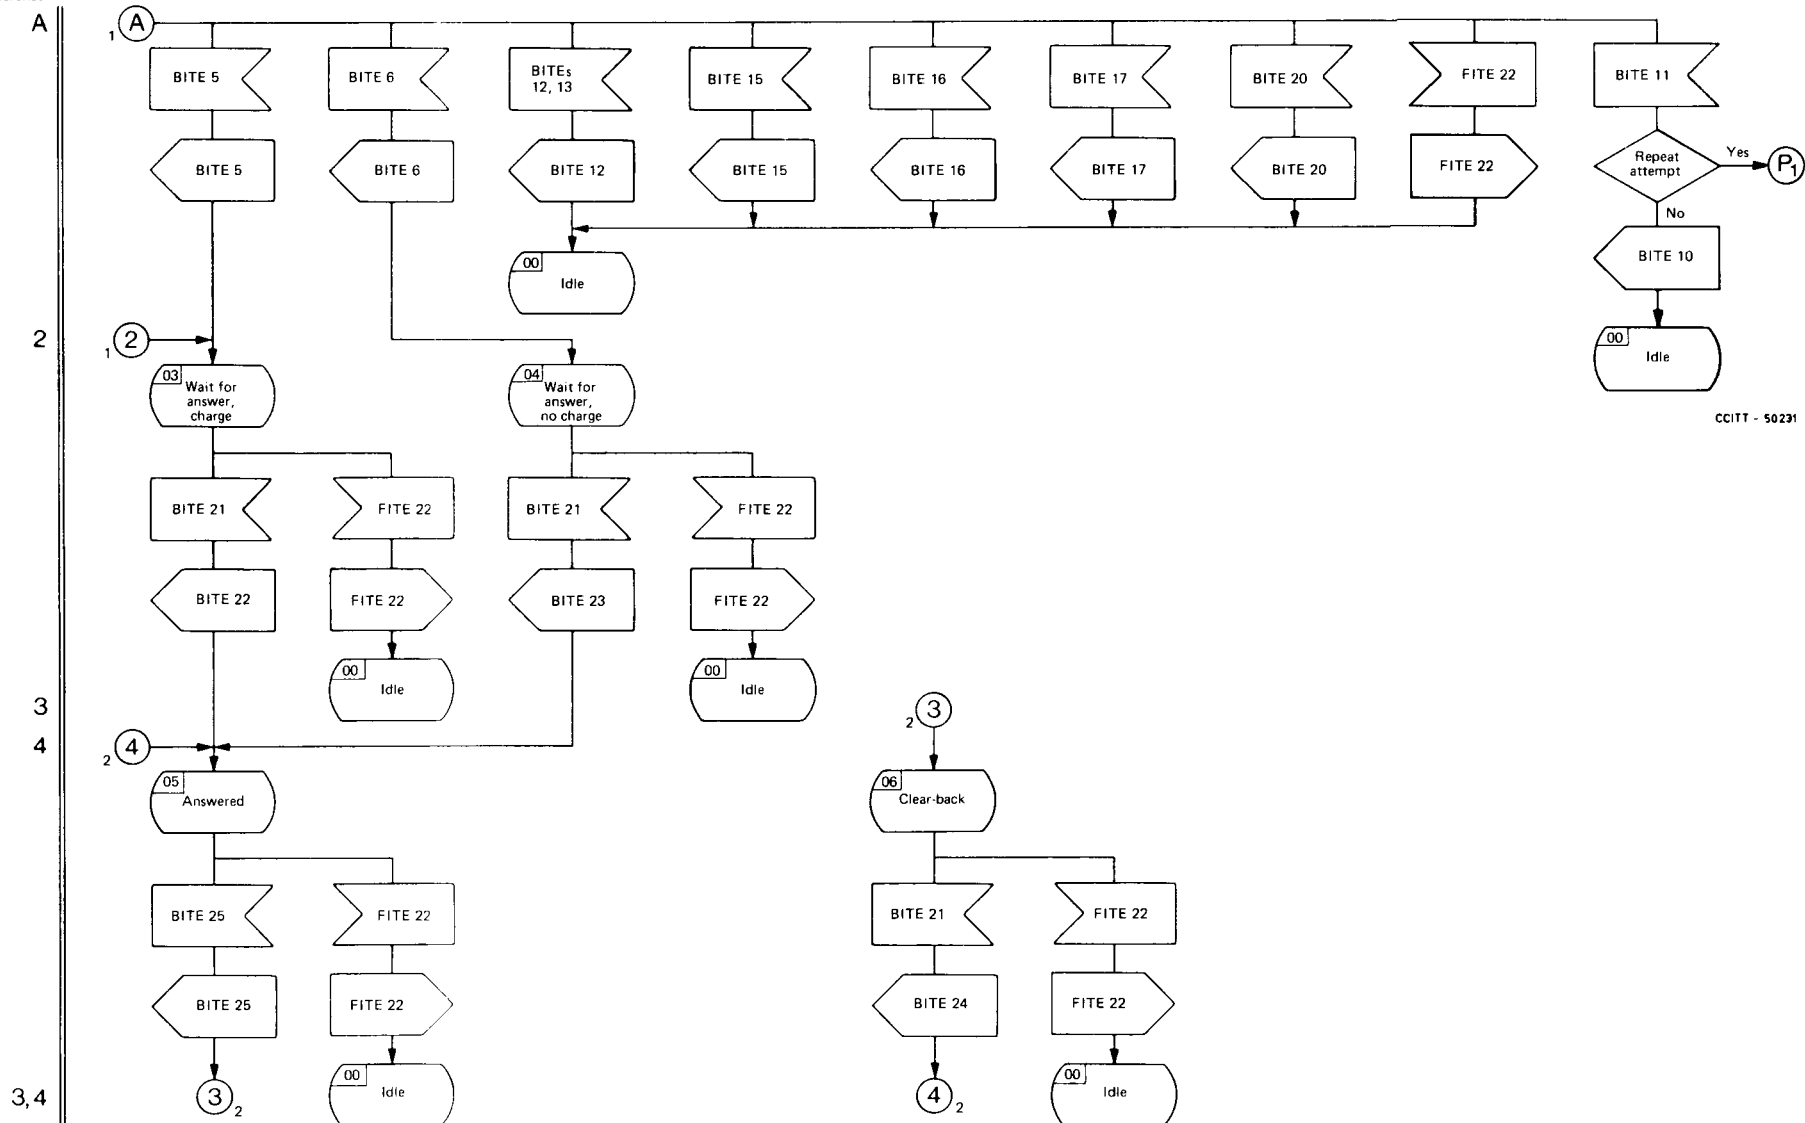 A
1
A
BITE 5
BITE 6
BITEs
12, 13
BITE 15
BITE 16
BITE 17
BITE 20
FITE 22
BITE 11
BITE 5
BITE 6
BITE 12
BITE 15
BITE 16
BITE 17
BITE 20
FITE 22
Repeat
attempt
Yes
P1
No
00
Idle
BITE 10
2
1
2
00
Idle
03
Wait for
answer,
charge
04
Wait for
answer,
no charge
CCITT - 50231
BITE 21
FITE 22
BITE 21
FITE 22
BITE 22
FITE 22
BITE 23
FITE 22
00
Idle
00
Idle
3
2
3
4
2
4
05
Answered
06
Clear-back
BITE 25
FITE 22
BITE 21
FITE 22
BITE 25
FITE 22
BITE 24
FITE 22
3,4
3
2
00
Idle
4
2
00
Idle